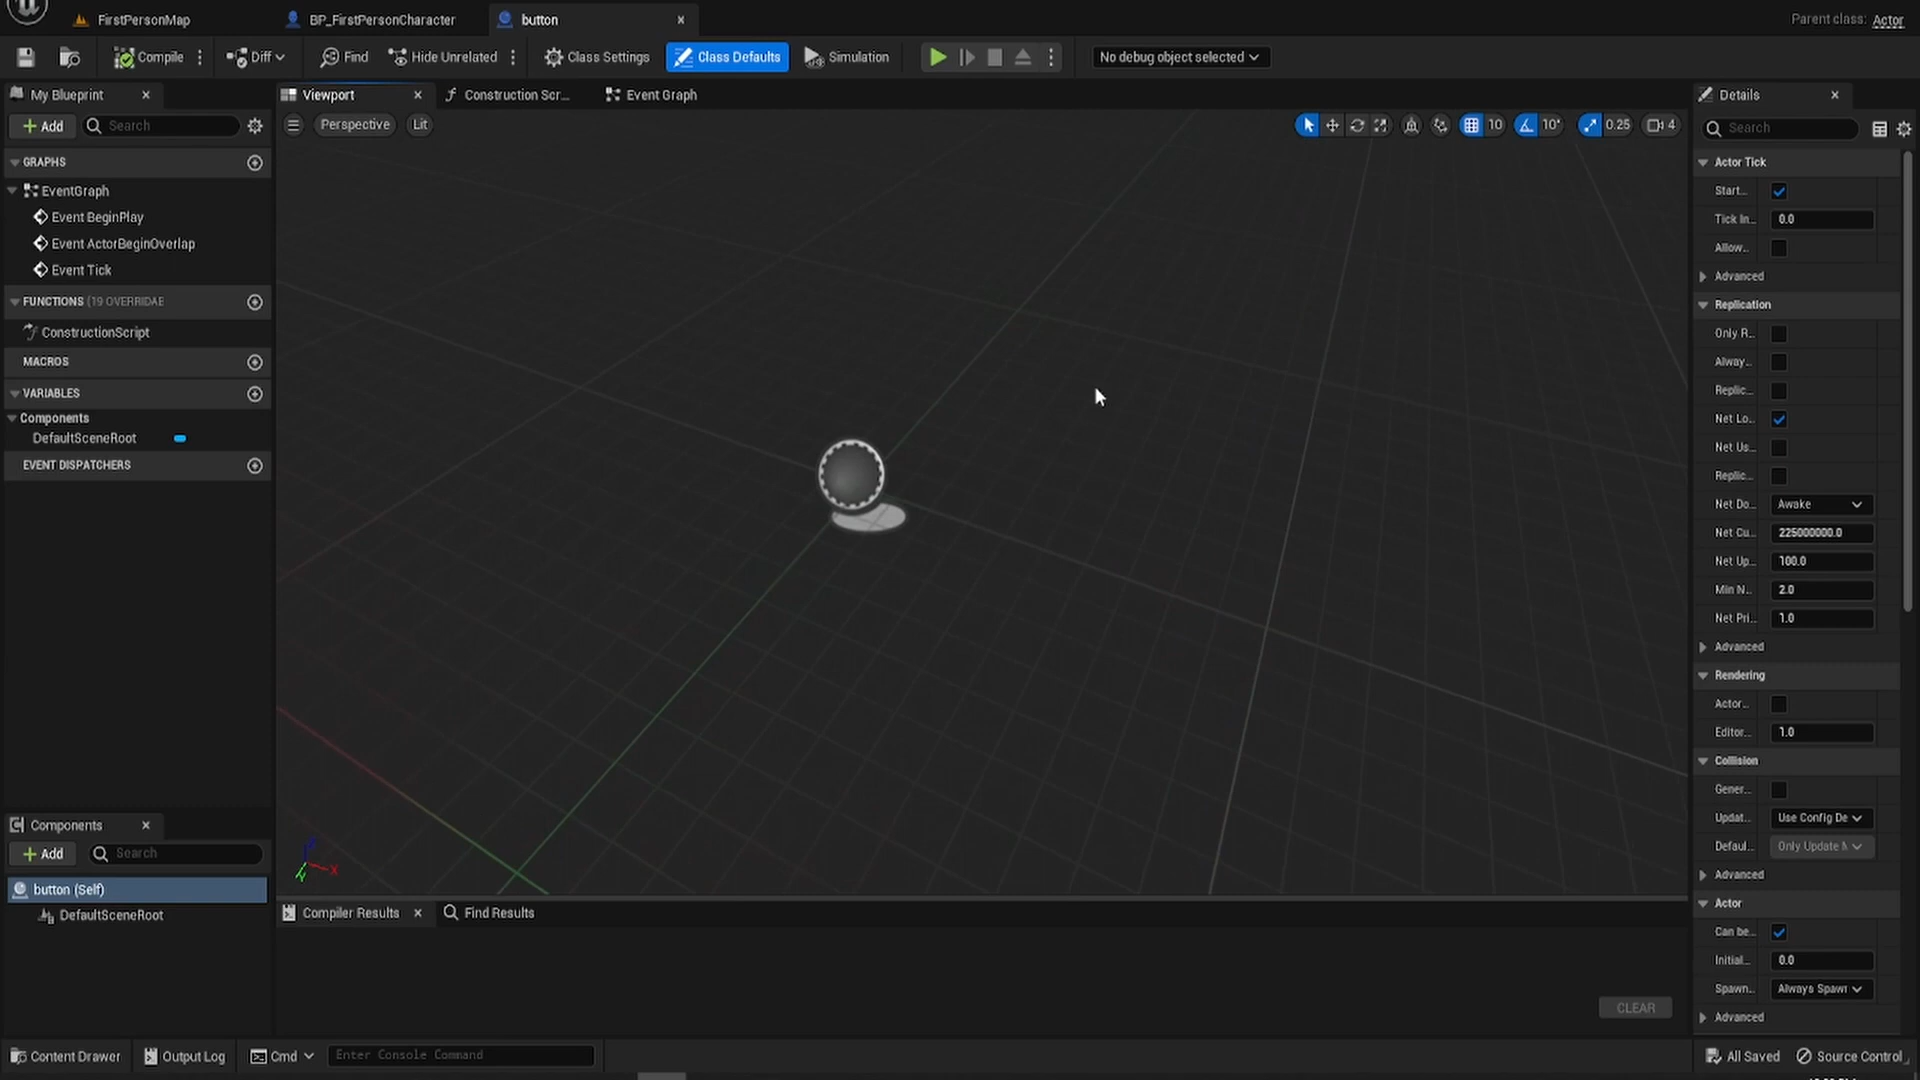 FirstPersonMap
BP_FirstPersonCharacter
button
Parent class: Actor
Compile
Diff
Find
Hide Unrelated
Class Settings
Class Defaults
Simulation
No debug object selected
My Blueprint
Viewport
Construction Scr...
Event Graph
Details
Add
Search
Perspective
Lit
10
10°
0.25
4
Search
GRAPHS
EventGraph
Event BeginPlay
Event ActorBeginOverlap
Event Tick
FUNCTIONS (19 OVERRIDAB
ConstructionScript
MACROS
VARIABLES
Components
DefaultSceneRoot
EVENT DISPATCHERS
Actor Tick
Start...
Tick In... 0.0
Allow...
Advanced
Replication
Only R...
Alway...
Replic...
Net Lo...
Net Us...
Replic...
Net Do... Awake
Net Cu... 225000000.0
Net Up... 100.0
Min N... 2.0
Net Pri... 1.0
Advanced
Rendering
Actor...
Editor... 1.0
Collision
Gener...
Updat... Use Config De
Defaul... Only Update M
Advanced
Actor
Can be...
Initial... 0.0
Spawn... Always Spawn
Advanced
Components
Add
Search
button (Self)
DefaultSceneRoot
X
Y
Compiler Results
Find Results
CLEAR
Content Drawer
Output Log
Cmd
Enter Console Command
All Saved
Source Control